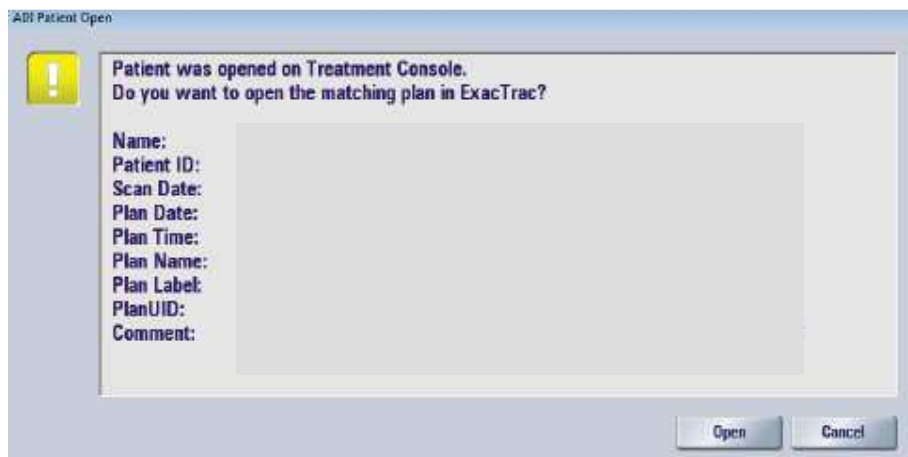 ADI Patient Open
Patient was opened on Treatment Console.
Do you want to open the matching plan in ExacTrac?
Name:
Patient ID:
Scan Date:
Plan Date:
Plan Time:
Plan Name:
Plan Label:
PlanUID:
Comment:
Open Cancel